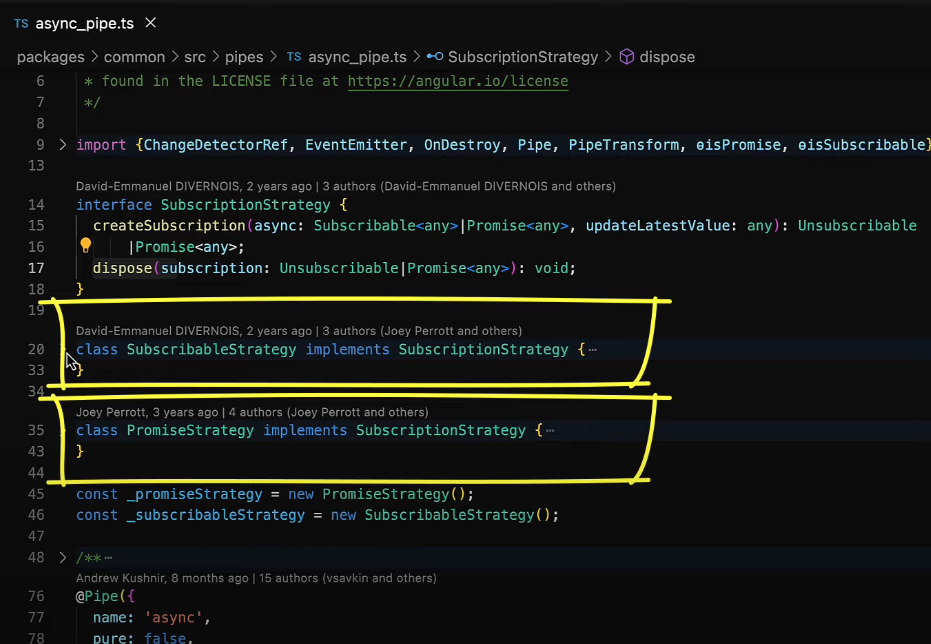 TS async_pipe.ts ×
packages > common > src > pipes > TS async_pipe.ts > SubscriptionStrategy > dispose
6 * found in the LICENSE file at https://angular.io/license
7 */
8
9 > import {ChangeDetectorRef, EventEmitter, OnDestroy, Pipe, PipeTransform, ɵisPromise, ɵisSubscribable}
13
David-Emmanuel DIVERNOIS, 2 years ago | 3 authors (David-Emmanuel DIVERNOIS and others)
14 interface SubscriptionStrategy {
15 createSubscription(async: Subscribable<any>|Promise<any>, updateLatestValue: any): Unsubscribable
16 |Promise<any>;
17 dispose(subscription: Unsubscribable|Promise<any>): void;
18 }
19
David-Emmanuel DIVERNOIS, 2 years ago | 3 authors (Joey Perrott and others)
20 class SubscribableStrategy implements SubscriptionStrategy {⋯
33 }
34
Joey Perrott, 3 years ago | 4 authors (Joey Perrott and others)
35 class PromiseStrategy implements SubscriptionStrategy {⋯
43 }
44
45 const _promiseStrategy = new PromiseStrategy();
46 const _subscribableStrategy = new SubscribableStrategy();
47
48 > /**⋯
Andrew Kushnir, 8 months ago | 15 authors (vsavkin and others)
76 @Pipe({
77 name: 'async',
78 pure: false,